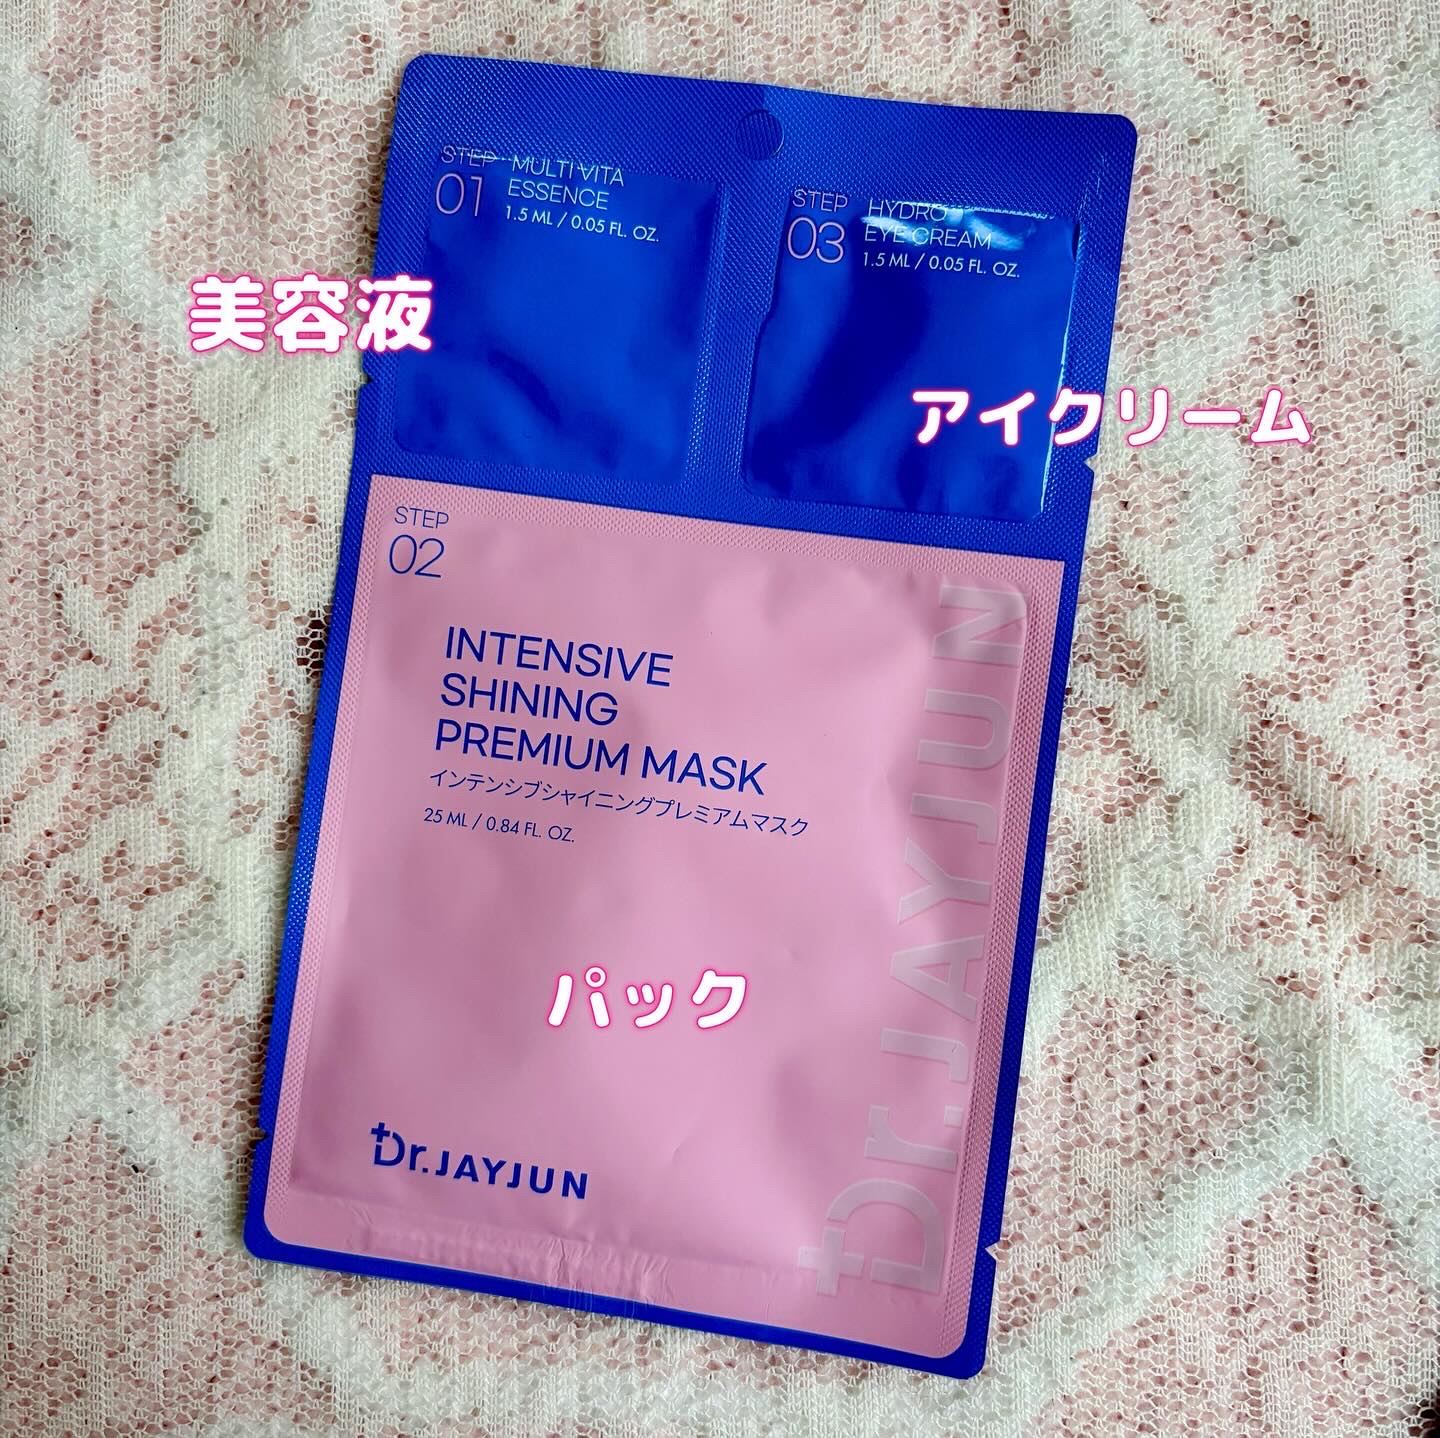 STEP
01
MULTI VITA
ESSENCE
1.5 ML / 0.05 FL. OZ.
STEP
03
HYDRO
EYE CREAM
1.5 ML / 0.05 FL. OZ.
美容液
アイクリーム
STEP
02
INTENSIVE
SHINING
PREMIUM MASK
インテンシブシャイニングプレミアムマスク
25 ML / 0.84 FL. OZ.
パック
Dr.JAYJUN
Dr.JAYJUN